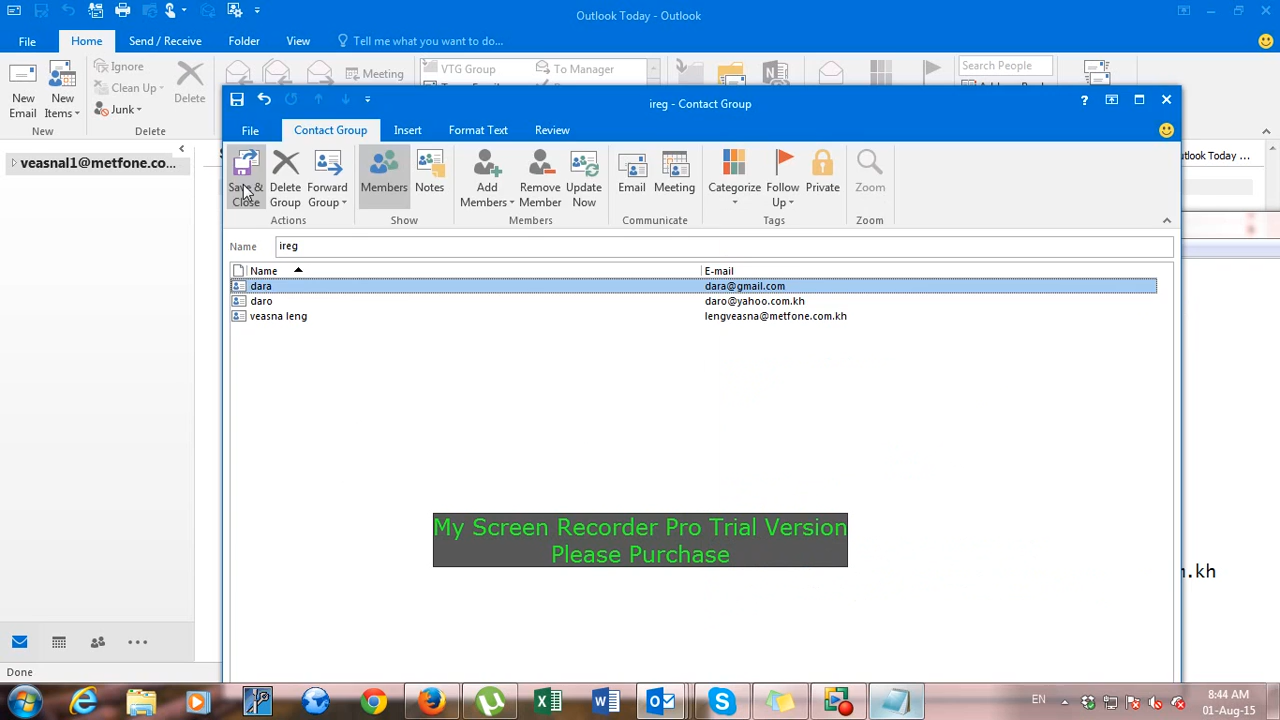 Outlook Today - Outlook
File Home Send / Receive Folder View Tell me what you want to do...
Ignore
Clean Up
Junk
Delete
New Email
New Items
New
Delete
Meeting
VTG Group
To Manager
Search People
veasnal1@metfone.co...
utlook Today ...
ireg - Contact Group
File Contact Group Insert Format Text Review
Save & Close
Delete Group
Forward Group
Members
Notes
Add Members
Remove Member
Update Now
Email
Meeting
Categorize
Follow Up
Private
Zoom
Actions Show Members Communicate Tags Zoom
Name ireg
Name E-mail
dara dara@gmail.com
daro daro@yahoo.com.kh
veasna leng lengveasna@metfone.com.kh
My Screen Recorder Pro Trial Version
Please Purchase
.kh
Done
EN
8:44 AM
01-Aug-15